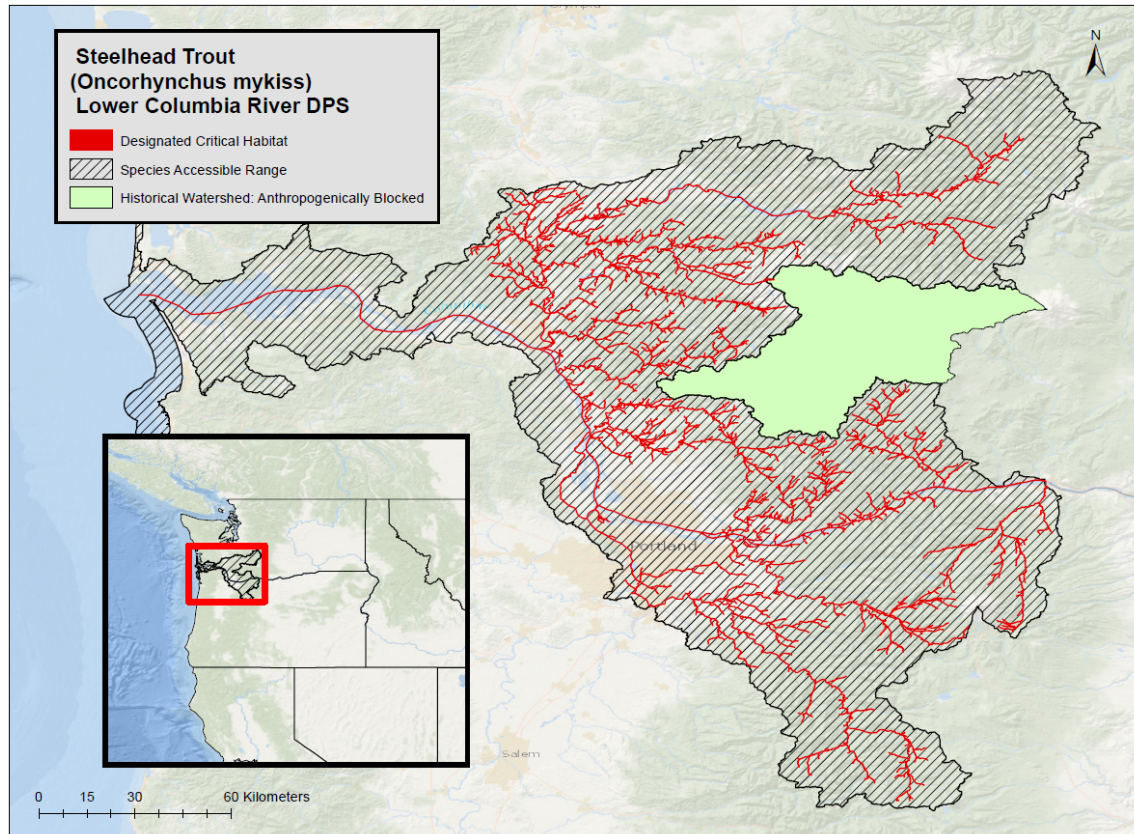 Olympia
N
Steelhead Trout
(Oncorhynchus mykiss)
Lower Columbia River DPS
Designated Critical Habitat
Species Accessible Range
Historical Watershed: Anthropogenically Blocked
Portland
Salem
0 15 30 60 Kilometers